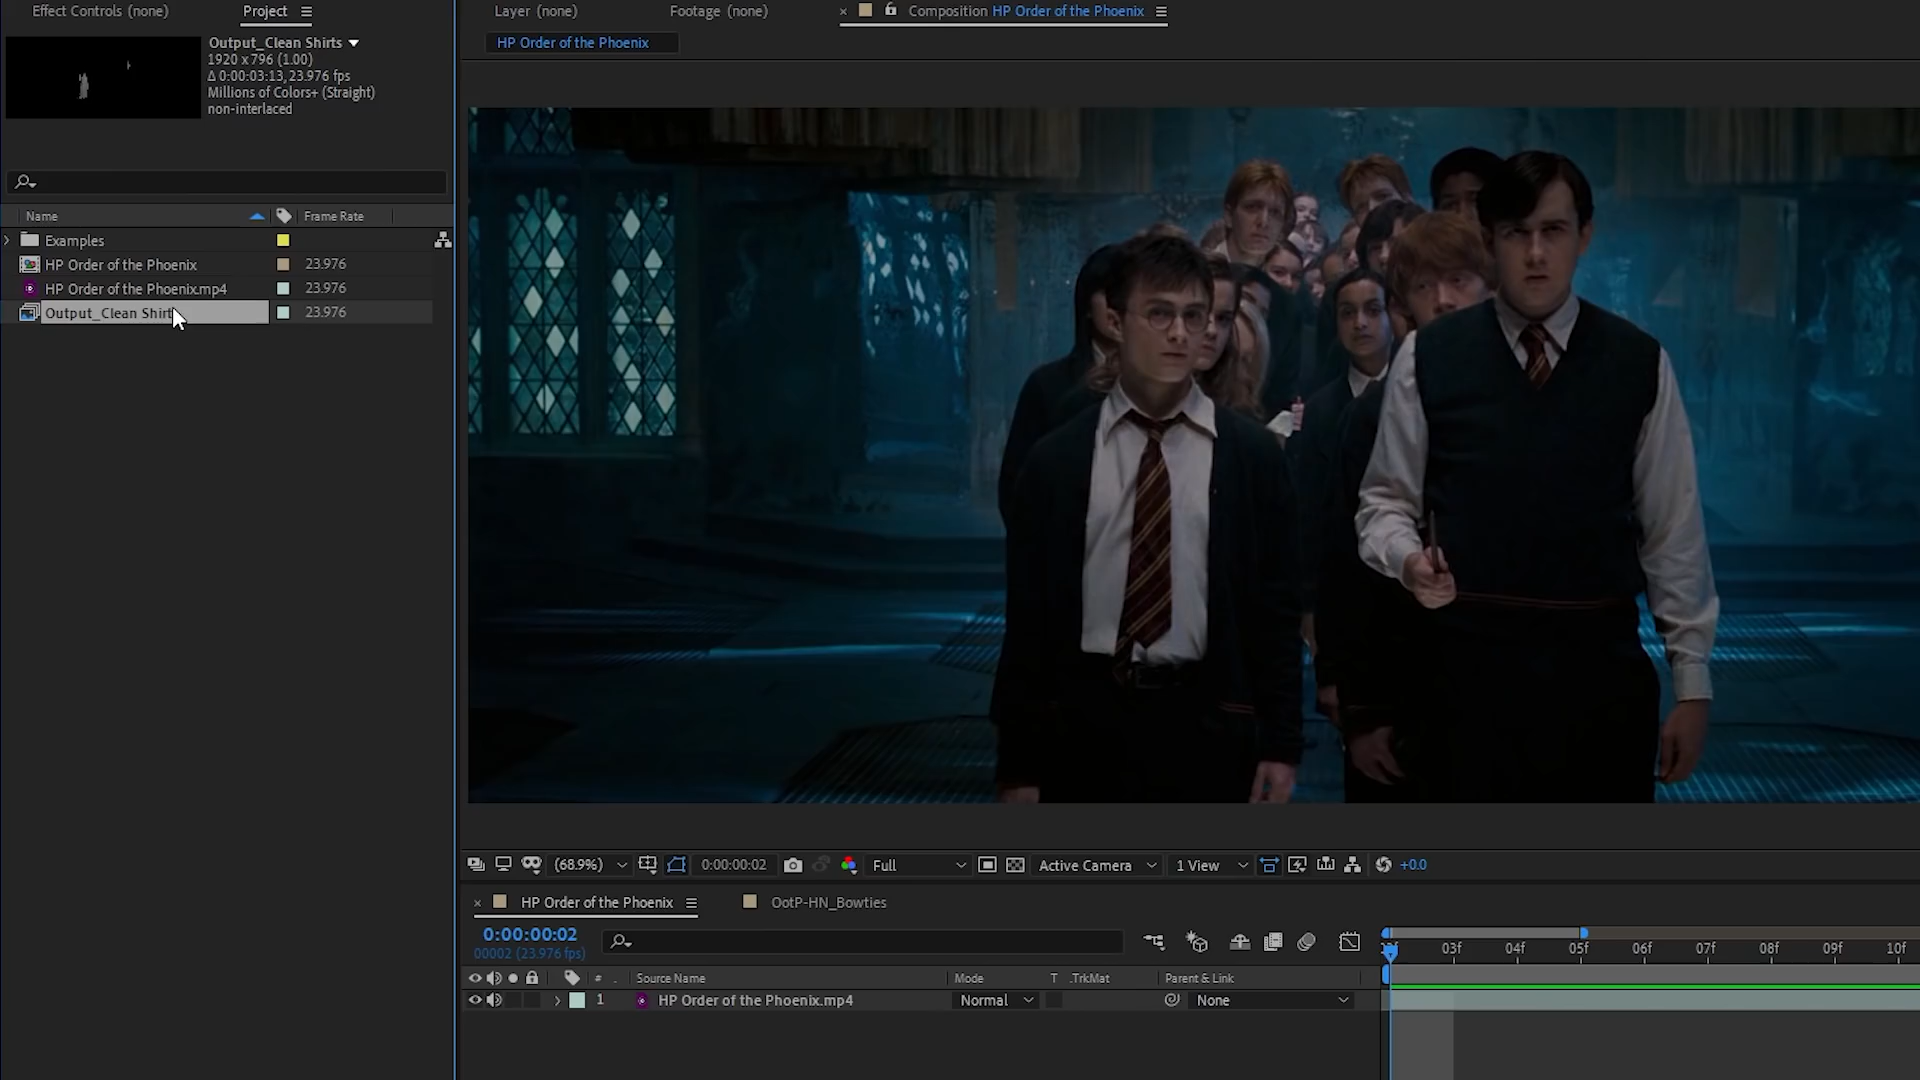 Effect Controls (none)
Project
Layer (none)
Footage (none)
Composition HP Order of the Phoenix
HP Order of the Phoenix
Output_Clean Shirts
1920 x 796 (1.00)
Δ 0:00:03:13, 23.976 fps
Millions of Colors+ (Straight)
non-interlaced
Name
Frame Rate
Examples
HP Order of the Phoenix
23.976
HP Order of the Phoenix.mp4
23.976
Output_Clean Shirt
23.976
(68.9%)
0:00:00:02
Full
Active Camera
1 View
+0.0
HP Order of the Phoenix
OotP-HN_Bowties
0:00:00:02
00002 (23.976 fps)
03f 04f 05f 06f 07f 08f 09f 10f
# . Source Name
Mode
T .TrkMat
Parent & Link
1
HP Order of the Phoenix.mp4
Normal
None